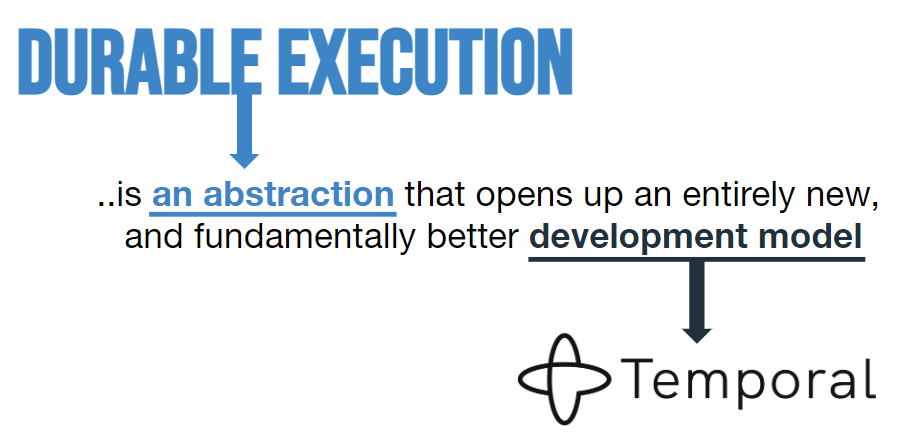 DURABLE EXECUTION
..is an abstraction that opens up an entirely new,
and fundamentally better development model
Temporal